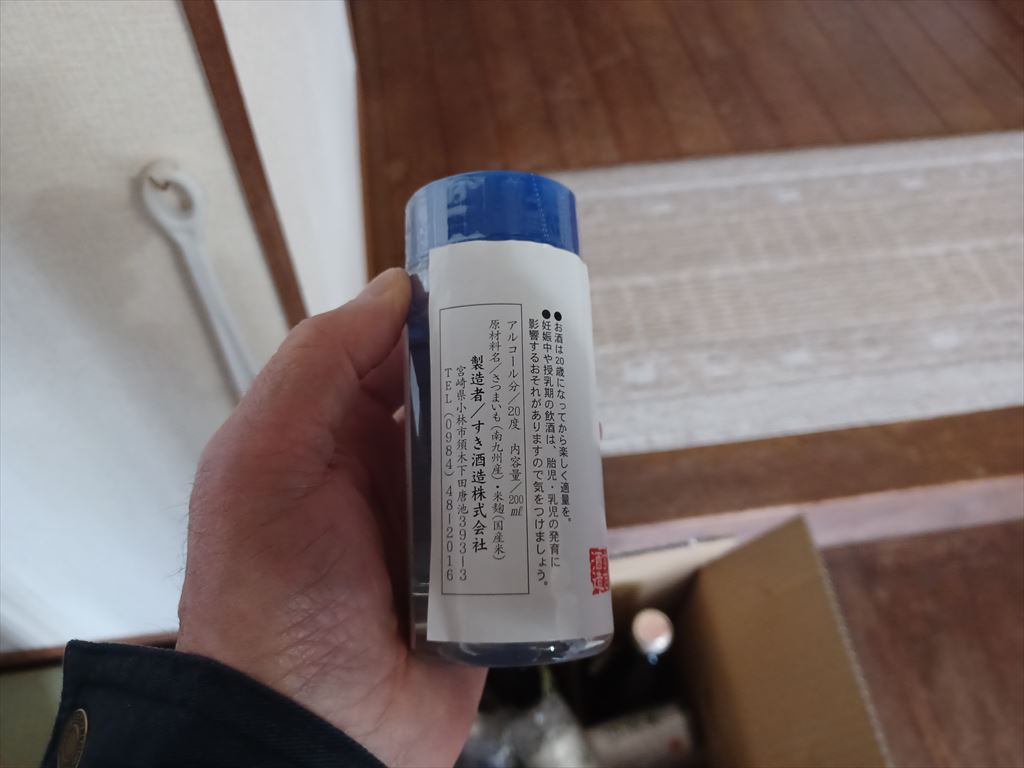 ●お酒は20歳になってから楽しく適量を。
●妊娠中や授乳期の飲酒は、胎児・乳児の発育に
影響するおそれがありますので気をつけましょう。
アルコール分/20度 内容量/200㎖
原材料名/さつまいも(南九州産)・米麹(国産米)
製造者/すき酒造株式会社
宮崎県小林市須木下田唐池393-3
TEL(0984)48-2016
酒造